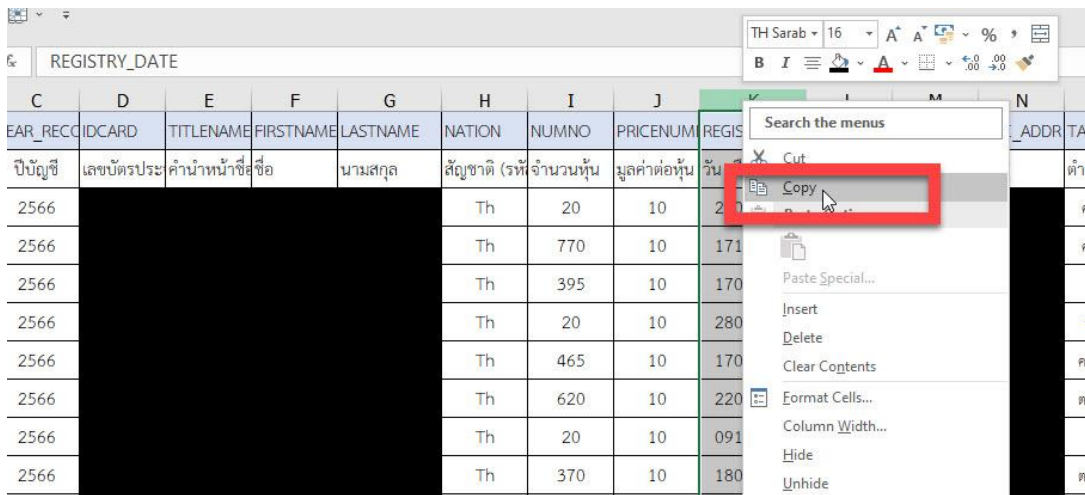 TH Sarab 16
% ,
B I A
REGISTRY_DATE
C D E F G H I J K L M N
EAR_RECO IDCARD TITLENAME FIRSTNAME LASTNAME NATION NUMNO PRICENUM REGIS _ADDR TA
ปีบัญชี เลขบัตรประ คำนำหน้าชื่อ ชื่อ นามสกุล สัญชาติ (รหั จำนวนหุ้น มูลค่าต่อหุ้น วัน ตำ
2566 Th 20 10
2566 Th 770 10 171
2566 Th 395 10 170
2566 Th 20 10 280
2566 Th 465 10 170
2566 Th 620 10 220
2566 Th 20 10 091
2566 Th 370 10 180
Search the menus
Cut
Copy
Paste Special...
Insert
Delete
Clear Contents
Format Cells...
Column Width...
Hide
Unhide